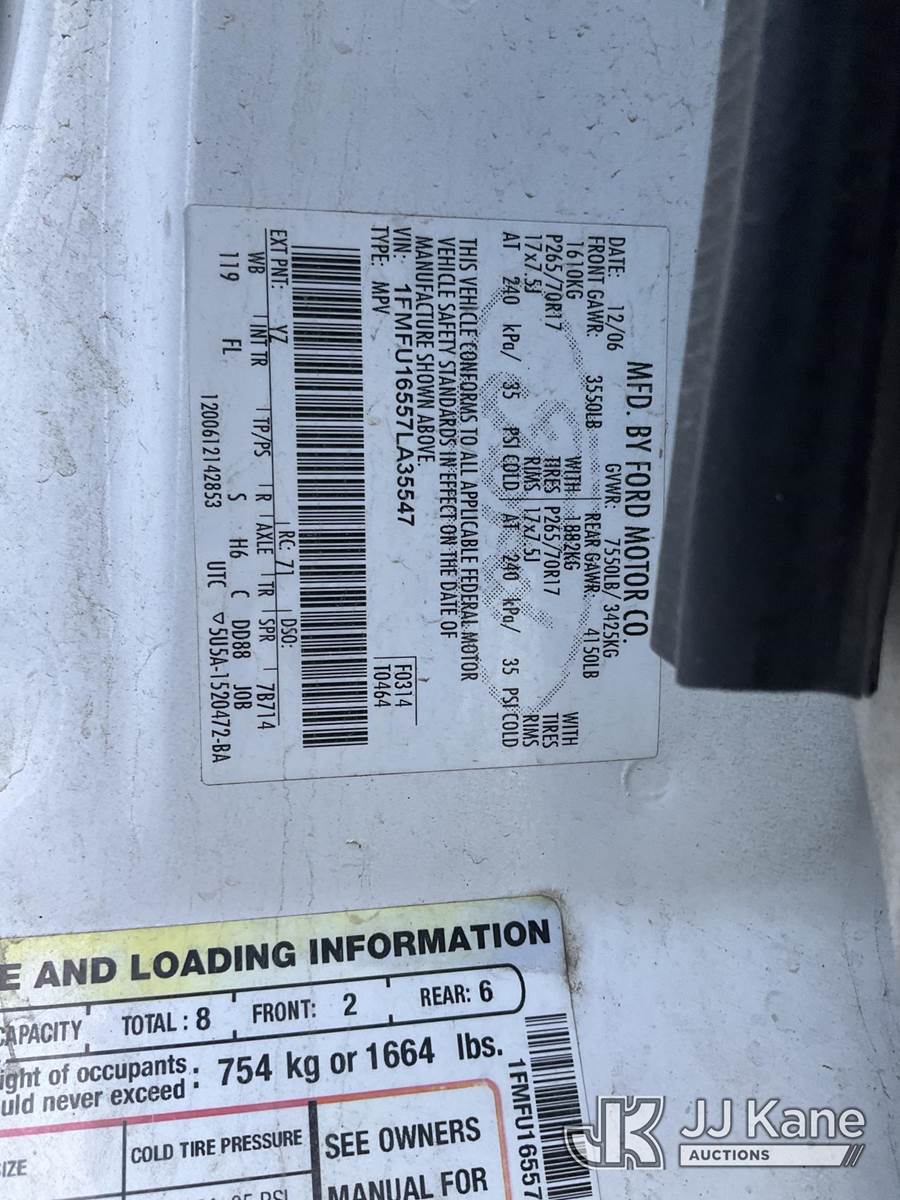 MFD. BY FORD MOTOR CO.
DATE: 12/06 GVWR: 7550LB/ 3425KG
FRONT GAWR: 3550LB REAR GAWR: 4150LB
1610KG WITH 1882KG WITH
P265/70R17 TIRES P265/70R17 TIRES
17x7.5J RIMS 17x7.5J RIMS
AT 240 kPa/ 35 PSI COLD AT 240 kPa/ 35 PSI COLD
THIS VEHICLE CONFORMS TO ALL APPLICABLE FEDERAL MOTOR
VEHICLE SAFETY STANDARDS IN EFFECT ON THE DATE OF
MANUFACTURE SHOWN ABOVE.
VIN: 1FMFU16557LA35547 F0314
TYPE: MPV T0464
EXT PNT: YZ RC: 71 DSO:
WB INT TR TP/PS R AXLE TR SPR 7B714
119 FL S H6 C DD88 JOB
1200612142853 UTC ▽5U5A-1520472-BA
E AND LOADING INFORMATION
CAPACITY TOTAL : 8 FRONT: 2 REAR: 6
ight of occupants
uld never exceed : 754 kg or 1664 lbs.
IZE COLD TIRE PRESSURE SEE OWNERS
MANUAL FOR
1FMFU16557
JJ Kane
AUCTIONS